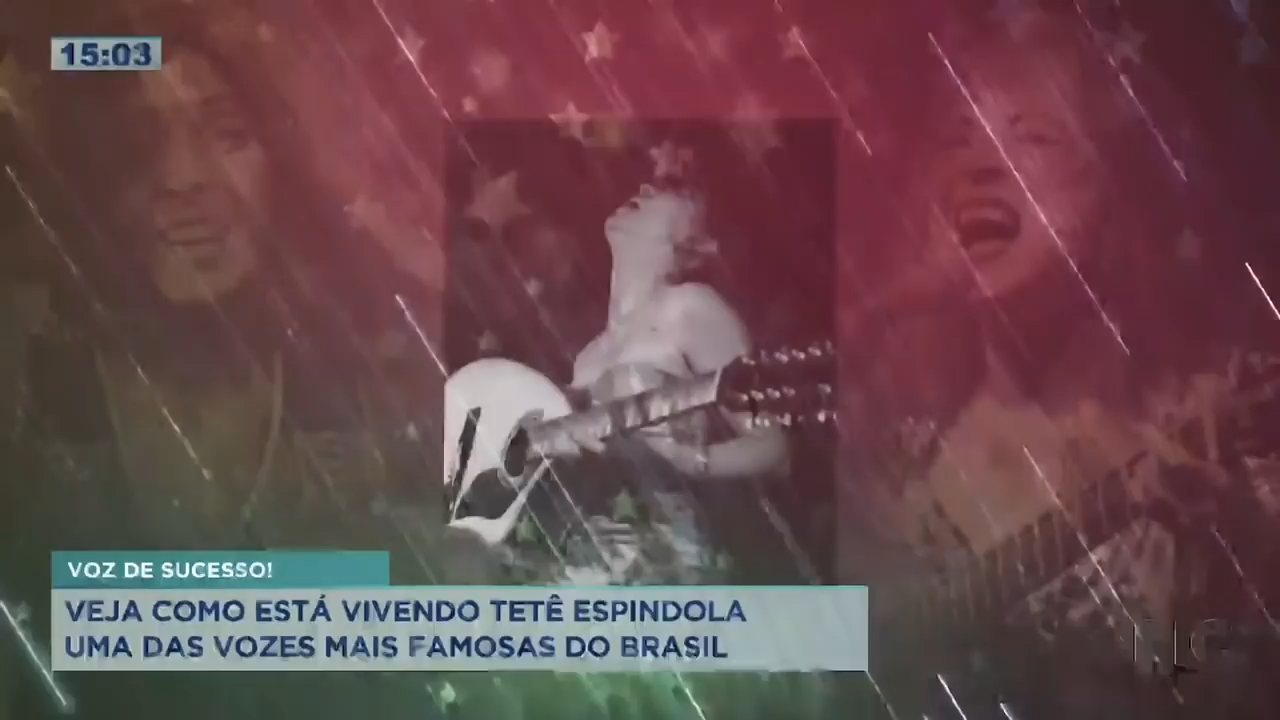 15:03
VOZ DE SUCESSO!
VEJA COMO ESTÁ VIVENDO TETÊ ESPINDOLA
UMA DAS VOZES MAIS FAMOSAS DO BRASIL